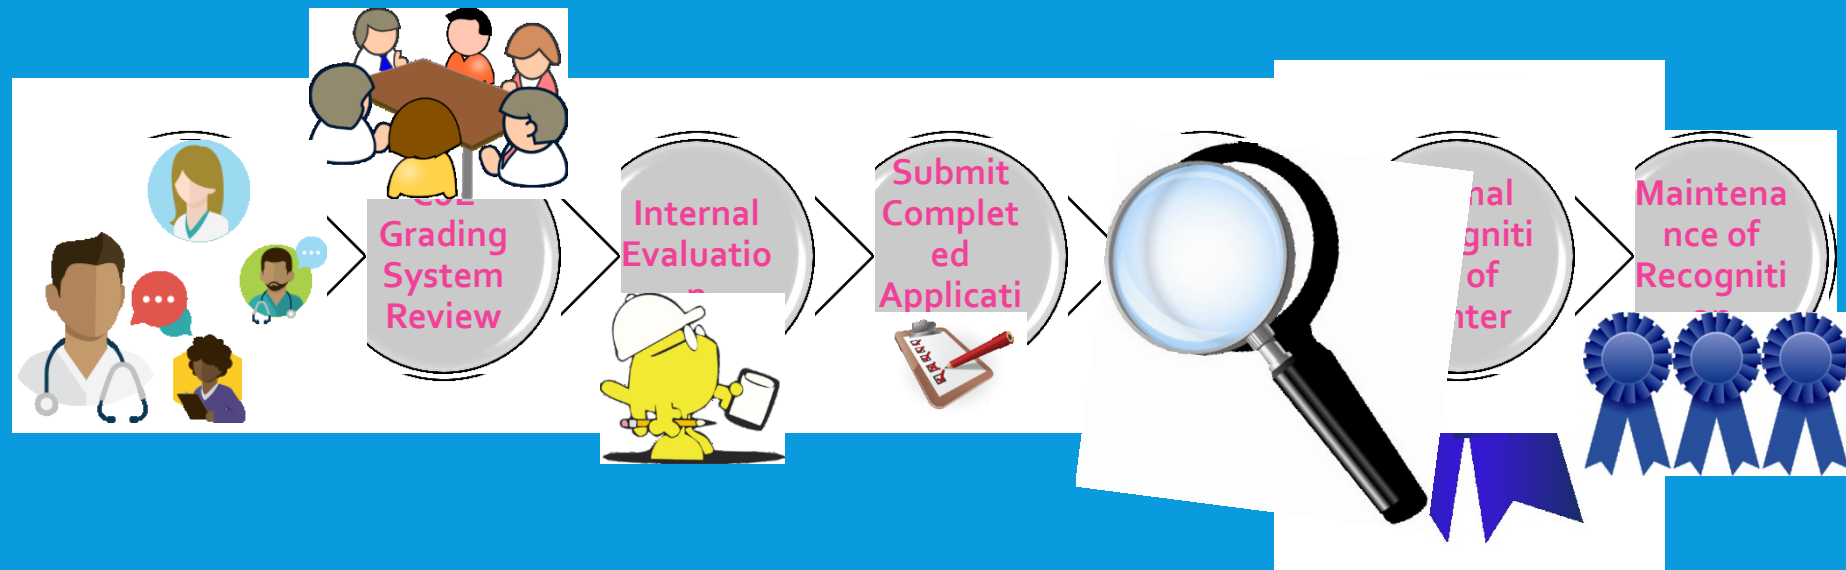 Grading
System
Review
Internal
Evaluatio
Submit
Complet
ed
Applicati
nal
gniti
of
nter
Maintena
nce of
Recogniti